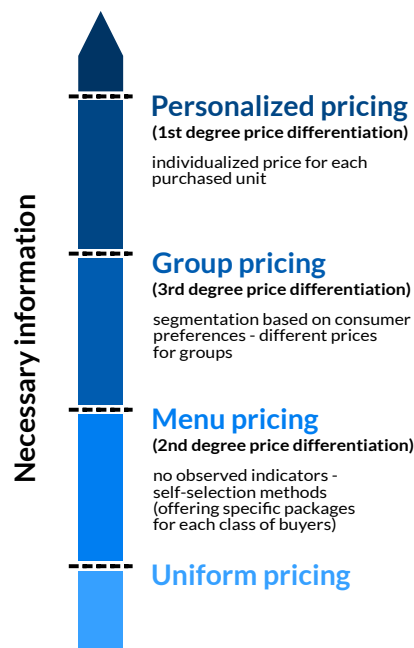 Necessary information
Personalized pricing
(1st degree price differentiation)
individualized price for each
purchased unit
Group pricing
(3rd degree price differentiation)
segmentation based on consumer
preferences - different prices
for groups
Menu pricing
(2nd degree price differentiation)
no observed indicators -
self-selection methods
(offering specific packages
for each class of buyers)
Uniform pricing